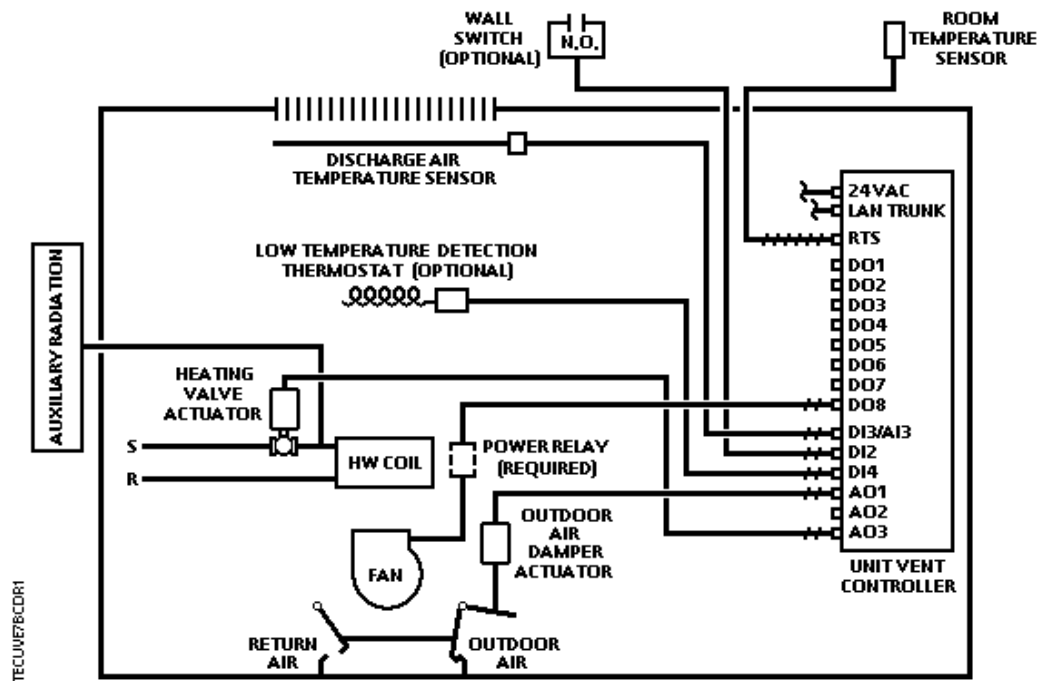 WALL
SWITCH
(OPTIONAL)
N.O.
ROOM
TEMPERATURE
SENSOR
DISCHARGE AIR
TEMPERATURE SENSOR
24VAC
LAN TRUNK
RTS
LOW TEMPERATURE DETECTION
THERMOSTAT (OPTIONAL)
DO1
DO2
DO3
DO4
DO5
DO6
DO7
DO8
DI3/AI3
DI2
DI4
AO1
AO2
AO3
UNIT VENT
CONTROLLER
AUXILIARY RADIATION
HEATING
VALVE
ACTUATOR
S
R
HW COIL
POWER RELAY
(REQUIRED)
OUTDOOR
AIR
DAMPER
ACTUATOR
FAN
RETURN
AIR
OUTDOOR
AIR
TECUVE7BCDR1